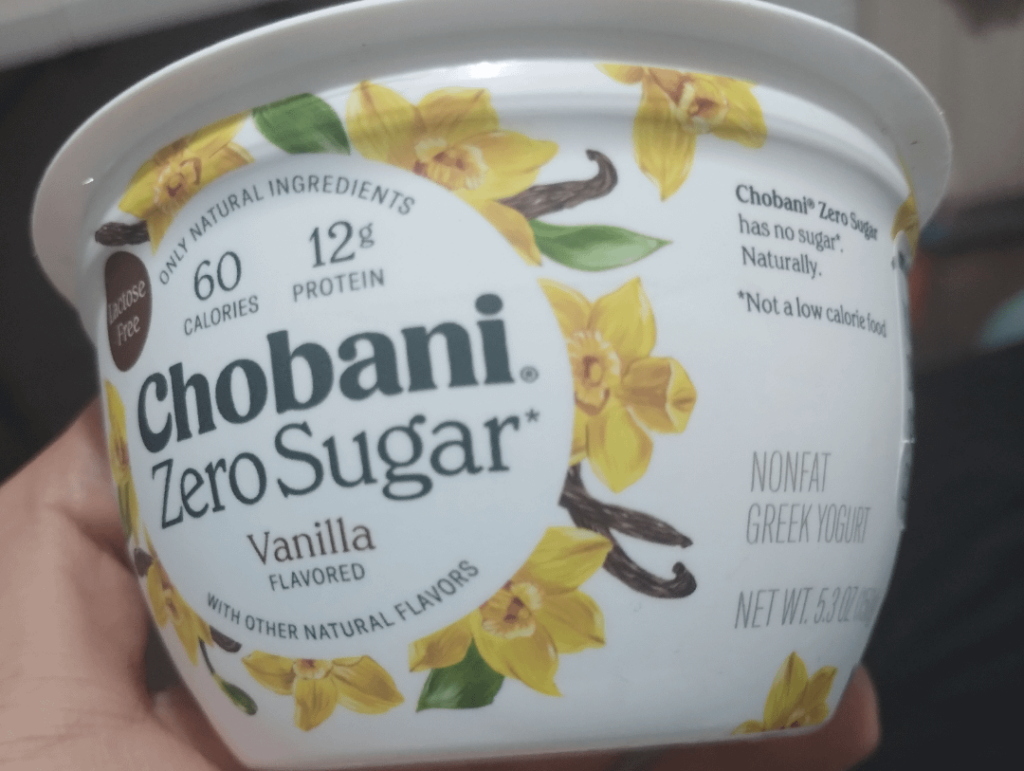 ONLY NATURAL INGREDIENTS
60
CALORIES
12g
PROTEIN
Lactose
Free
Chobani®
Zero Sugar*
Vanilla
FLAVORED
WITH OTHER NATURAL FLAVORS
Chobani® Zero Sugar
has no sugar*.
Naturally.
*Not a low calorie food
NONFAT
GREEK YOGURT
NET WT. 5.3 OZ